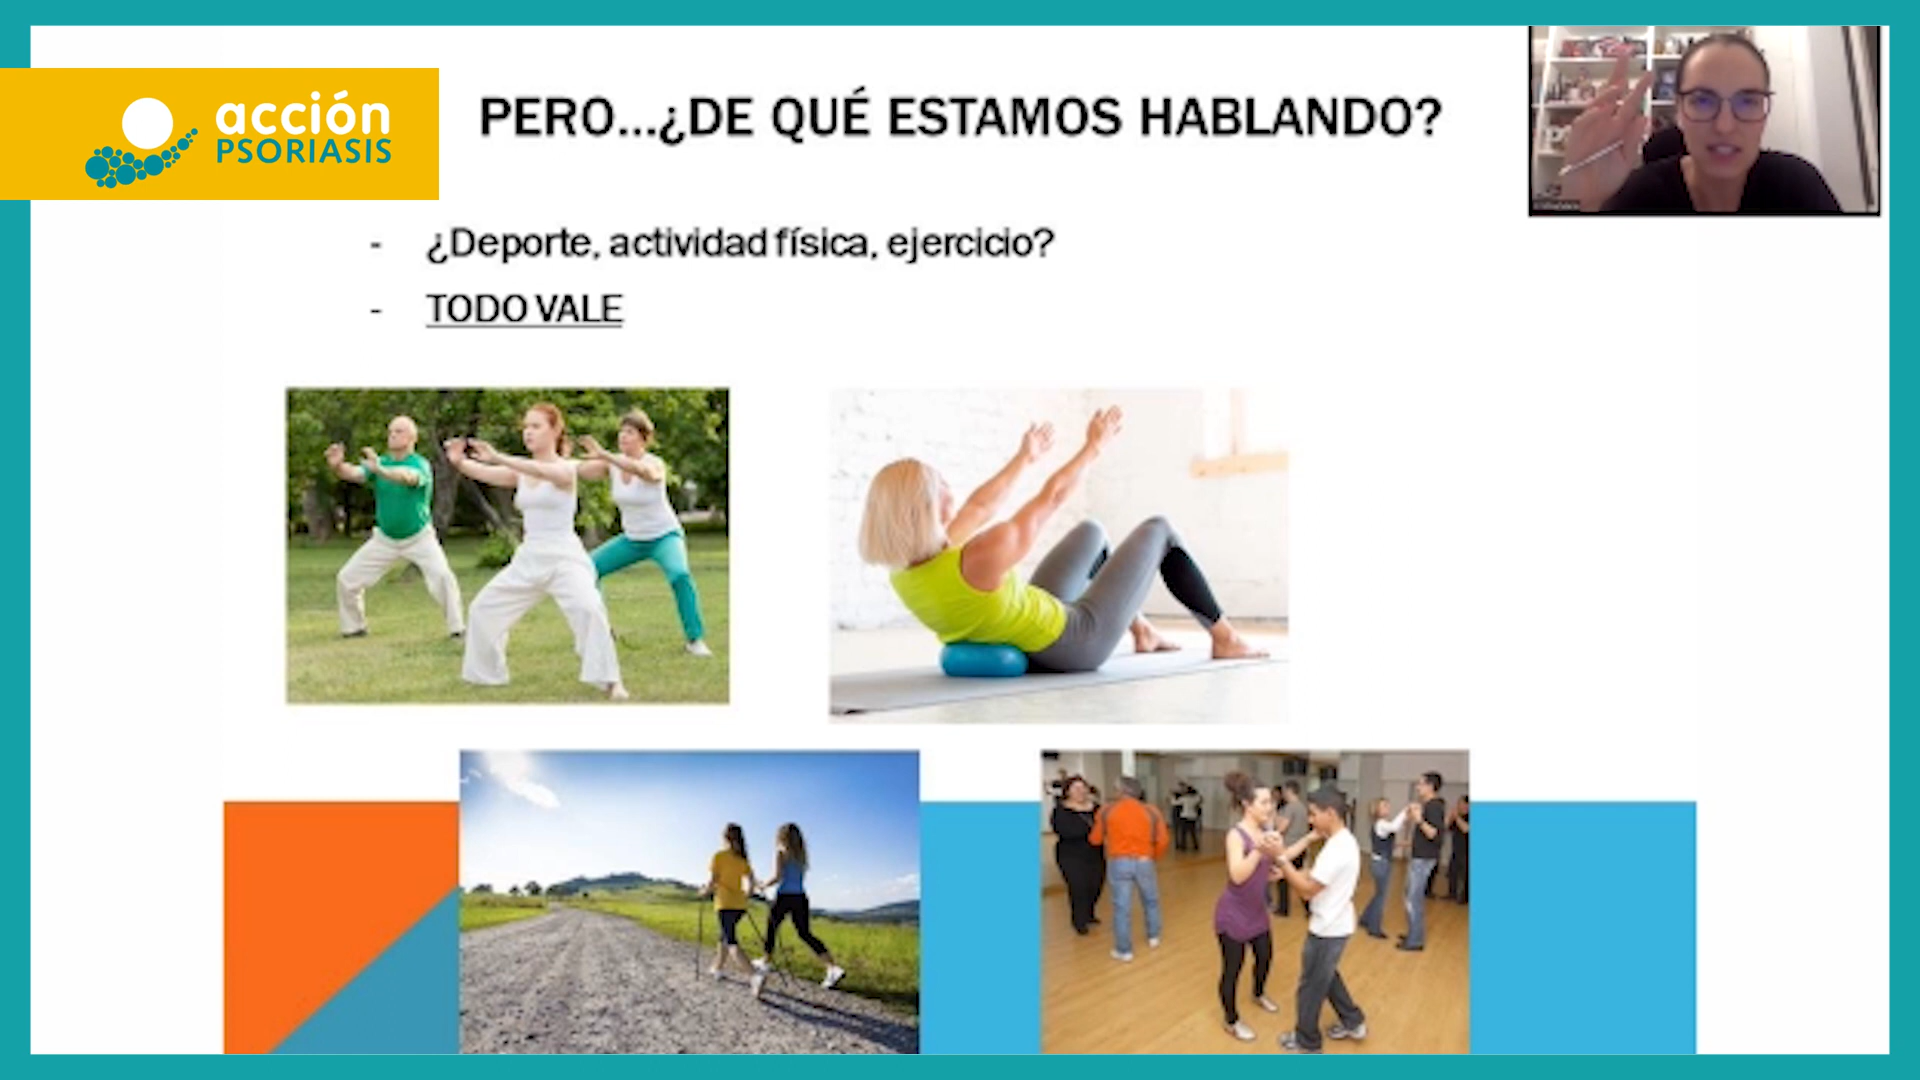 acción
PSORIASIS
PERO...¿DE QUÉ ESTAMOS HABLANDO?
- ¿Deporte, actividad física, ejercicio?
- TODO VALE